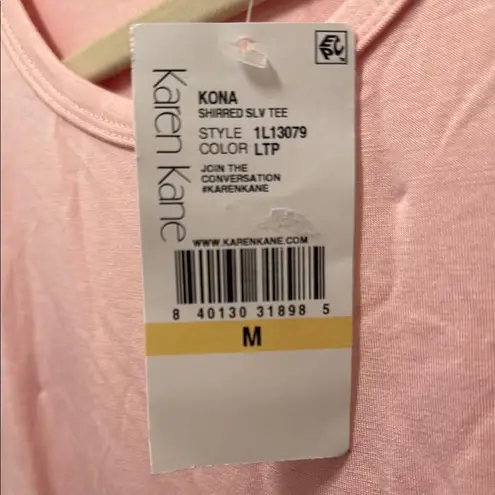 Karen Kane
KONA
SHIRRED SLV TEE
STYLE 1L13079
COLOR LTP
JOIN THE
CONVERSATION
#KARENKANE
WWW.KARENKANE.COM
8 40130 31898 5
M